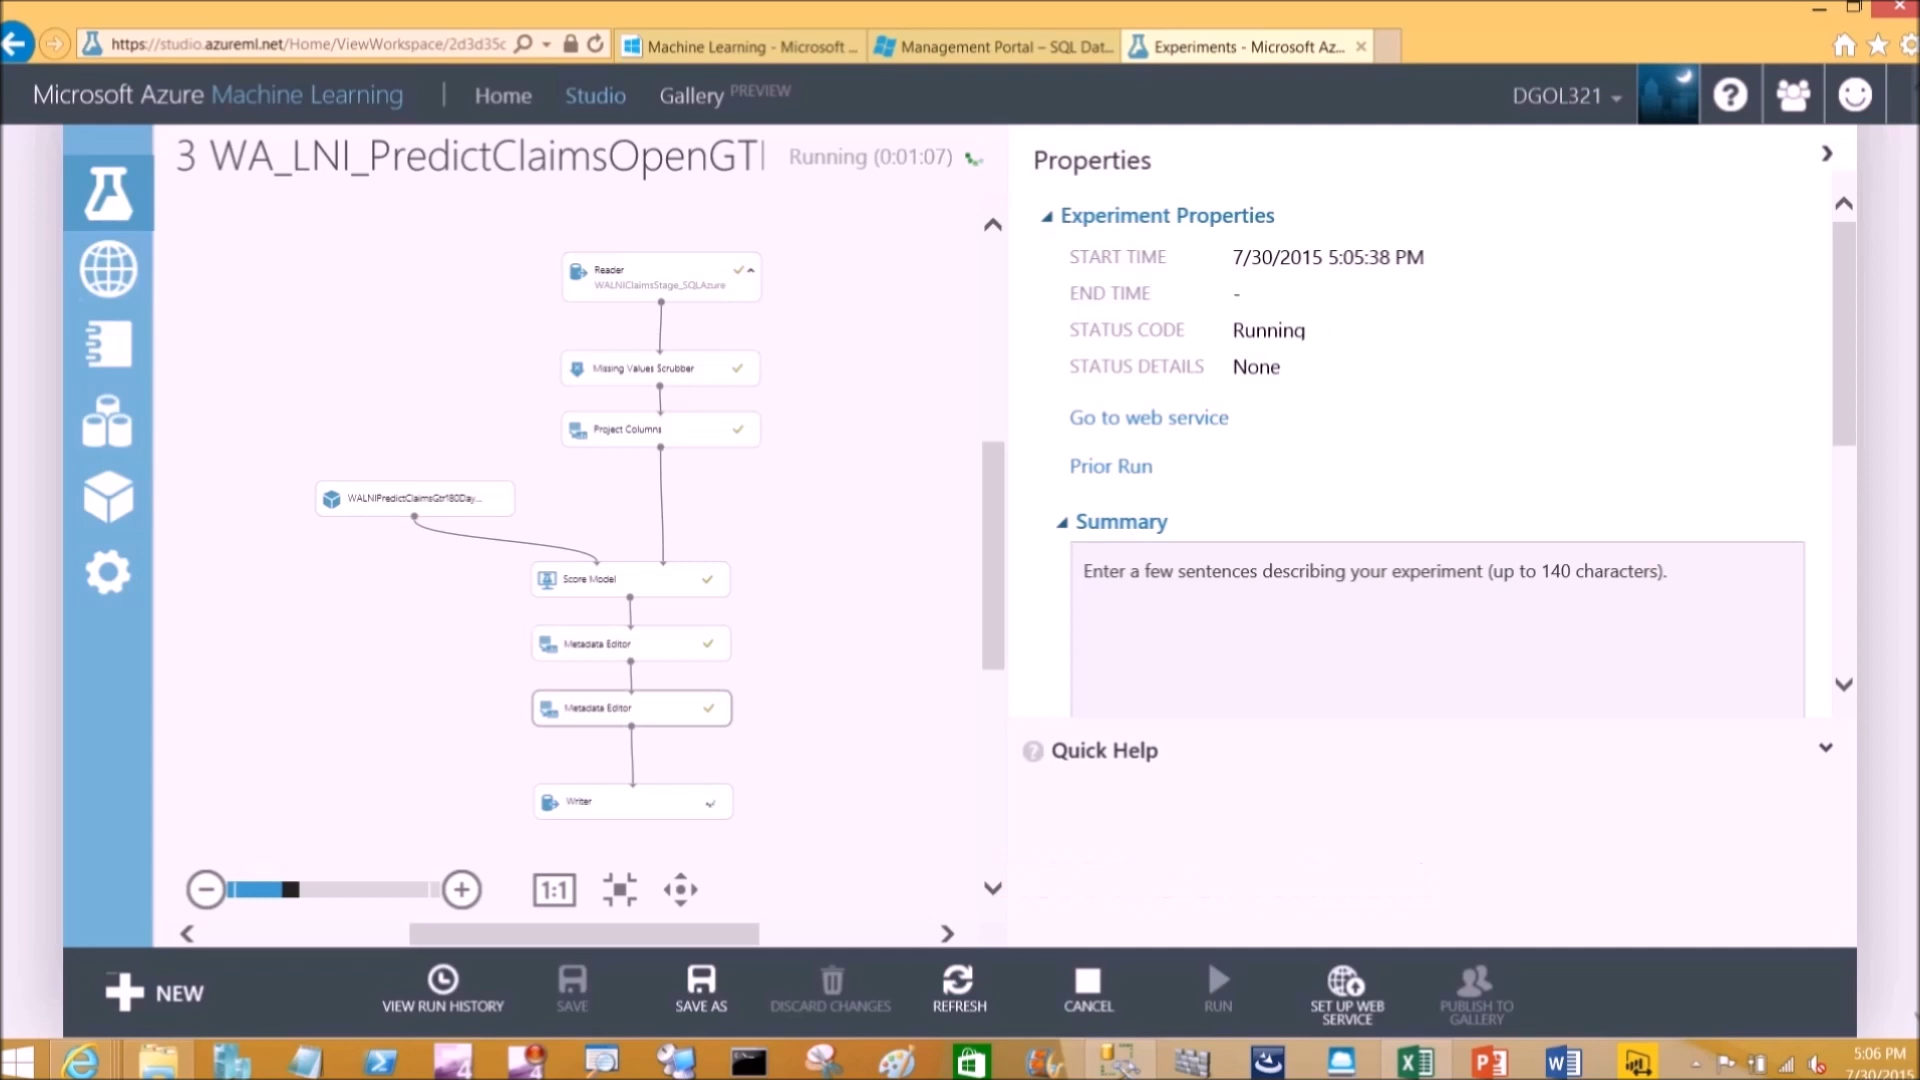 https://studio.azureml.net/Home/ViewWorkspace/2d3d35c
Machine Learning - Microsoft ...
Management Portal – SQL Dat...
Experiments - Microsoft Az...
Microsoft Azure Machine Learning
Home
Studio
Gallery PREVIEW
DGOL321
3 WA_LNI_PredictClaimsOpenGT
Running (0:01:07)
Properties
Experiment Properties
START TIME 7/30/2015 5:05:38 PM
END TIME -
STATUS CODE Running
STATUS DETAILS None
Go to web service
Prior Run
Summary
Enter a few sentences describing your experiment (up to 140 characters).
Quick Help
Reader
WALNIClaimsStage_SQLAzure
Missing Values Scrubber
Project Columns
WALNIPredictClaimsGtr180Day...
Score Model
Metadata Editor
Metadata Editor
Writer
1:1
NEW
VIEW RUN HISTORY
SAVE
SAVE AS
DISCARD CHANGES
REFRESH
CANCEL
RUN
SET UP WEB
SERVICE
PUBLISH TO
GALLERY
5:06 PM
7/30/2015